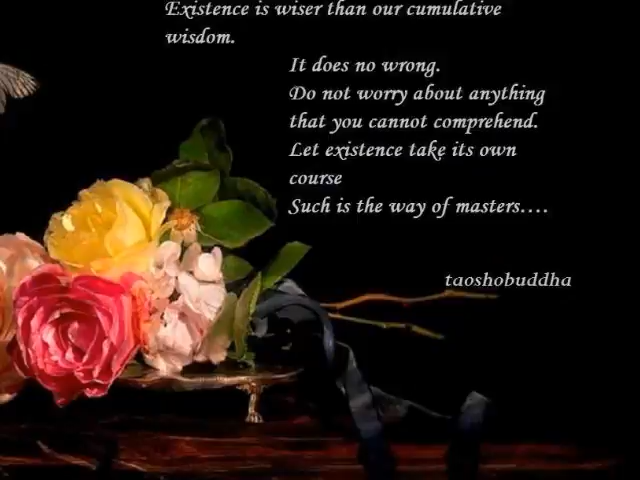 Existence is wiser than our cumulative
wisdom.
It does no wrong.
Do not worry about anything
that you cannot comprehend.
Let existence take its own
course
Such is the way of masters….
taoshobuddha